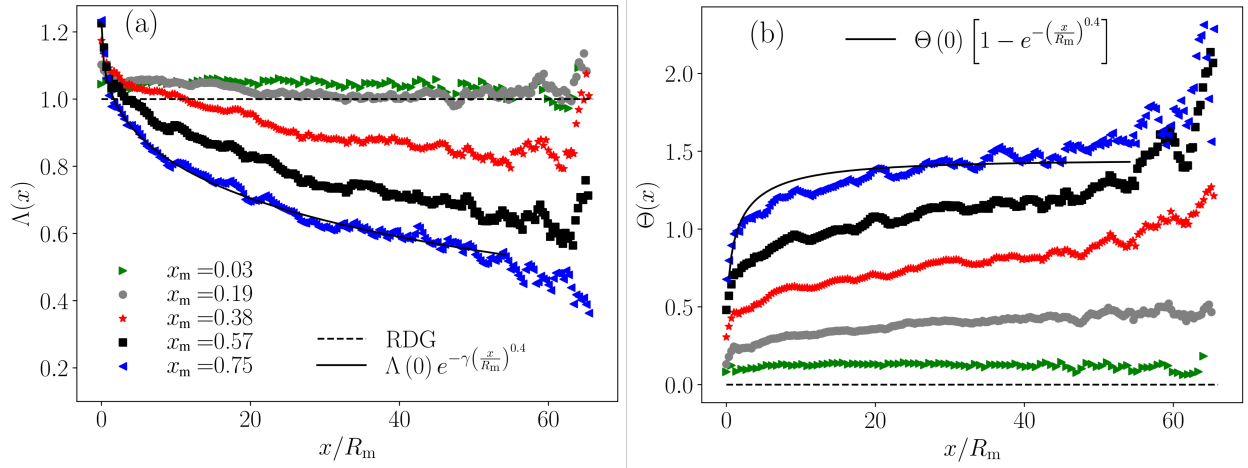 (a)
1.2
1.0
0.8
0.6
0.4
0.2
Λ(x)
x_m =0.03
x_m =0.19
x_m =0.38
x_m =0.57
x_m =0.75
RDG
Λ (0) e^{-γ(x/R_m)^{0.4}}
0 20 40 60
x/R_m
(b)
Θ (0) [1 − e^{-(x/R_m)^{0.4}}]
2.0
1.5
1.0
0.5
0.0
Θ(x)
0 20 40 60
x/R_m